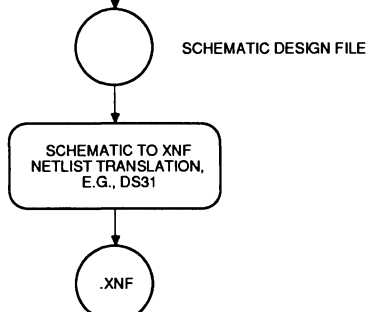 SCHEMATIC DESIGN FILE
SCHEMATIC TO XNF
NETLIST TRANSLATION,
E.G., DS31
.XNF